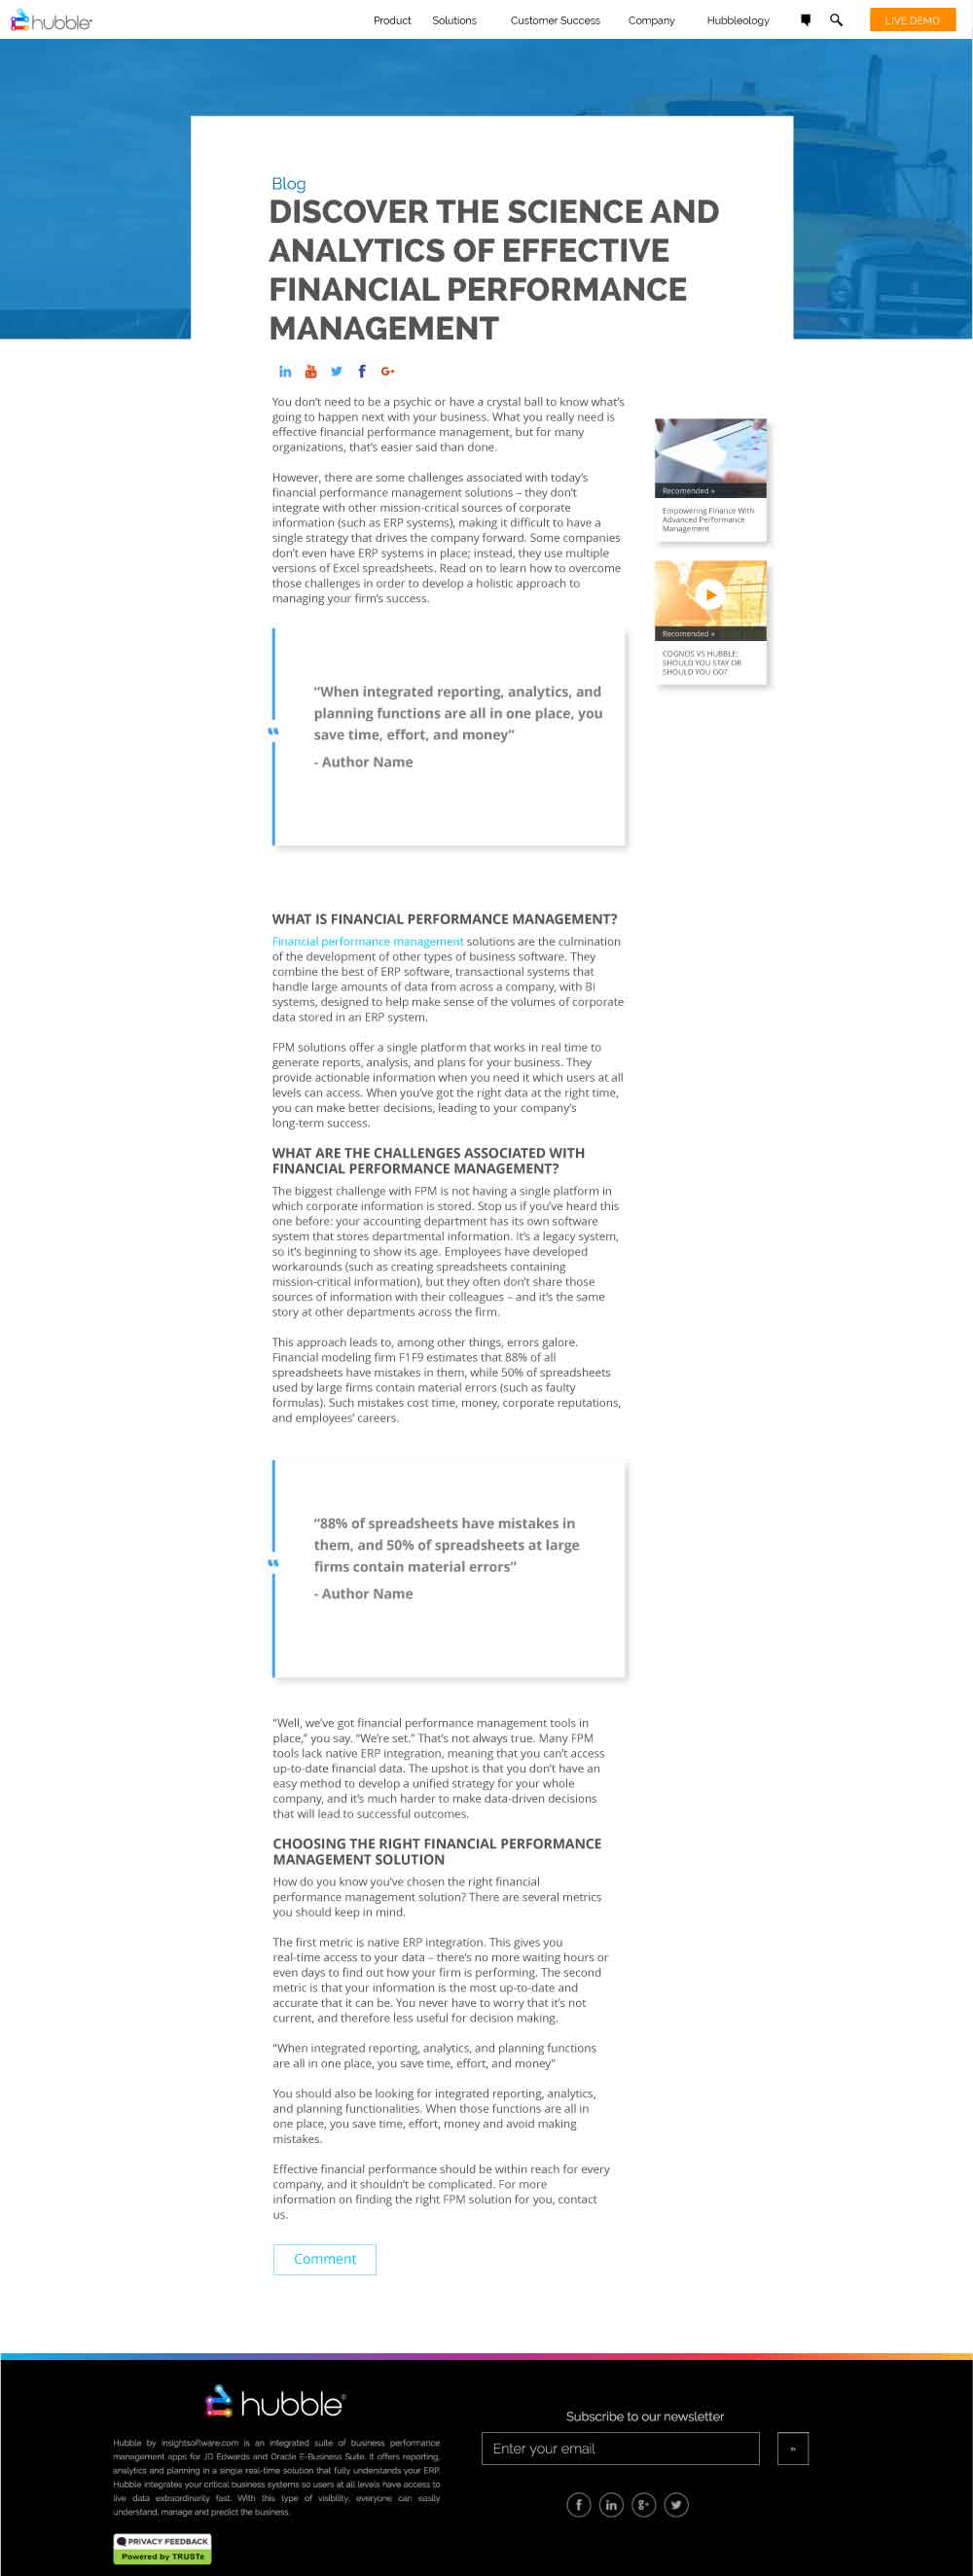 hubble
Product Solutions Customer Success Company Hubbleology LIVE DEMO
Blog
DISCOVER THE SCIENCE AND
ANALYTICS OF EFFECTIVE
FINANCIAL PERFORMANCE
MANAGEMENT
You don’t need to be a psychic or have a crystal ball to know what’s
going to happen next with your business. What you really need is
effective financial performance management, but for many
organizations, that’s easier said than done.
However, there are some challenges associated with today’s
financial performance management solutions – they don’t
integrate with other mission-critical sources of corporate
information (such as ERP systems), making it difficult to have a
single strategy that drives the company forward. Some companies
don’t even have ERP systems in place; instead, they use multiple
versions of Excel spreadsheets. Read on to learn how to overcome
those challenges in order to develop a holistic approach to
managing your firm’s success.
Recomended »
Empowering Finance With
Advanced Performance
Management
Recomended »
COGNOS VS HUBBLE:
SHOULD YOU STAY OR
SHOULD YOU GO?
“When integrated reporting, analytics, and
planning functions are all in one place, you
save time, effort, and money”
- Author Name
WHAT IS FINANCIAL PERFORMANCE MANAGEMENT?
Financial performance management solutions are the culmination
of the development of other types of business software. They
combine the best of ERP software, transactional systems that
handle large amounts of data from across a company, with BI
systems, designed to help make sense of the volumes of corporate
data stored in an ERP system.
FPM solutions offer a single platform that works in real time to
generate reports, analysis, and plans for your business. They
provide actionable information when you need it which users at all
levels can access. When you’ve got the right data at the right time,
you can make better decisions, leading to your company’s
long-term success.
WHAT ARE THE CHALLENGES ASSOCIATED WITH
FINANCIAL PERFORMANCE MANAGEMENT?
The biggest challenge with FPM is not having a single platform in
which corporate information is stored. Stop us if you’ve heard this
one before: your accounting department has its own software
system that stores departmental information. It’s a legacy system,
so it’s beginning to show its age. Employees have developed
workarounds (such as creating spreadsheets containing
mission-critical information), but they often don’t share those
sources of information with their colleagues – and it’s the same
story at other departments across the firm.
This approach leads to, among other things, errors galore.
Financial modeling firm F1F9 estimates that 88% of all
spreadsheets have mistakes in them, while 50% of spreadsheets
used by large firms contain material errors (such as faulty
formulas). Such mistakes cost time, money, corporate reputations,
and employees’ careers.
“88% of spreadsheets have mistakes in
them, and 50% of spreadsheets at large
firms contain material errors”
- Author Name
“Well, we’ve got financial performance management tools in
place,” you say. “We’re set.” That’s not always true. Many FPM
tools lack native ERP integration, meaning that you can’t access
up-to-date financial data. The upshot is that you don’t have an
easy method to develop a unified strategy for your whole
company, and it’s much harder to make data-driven decisions
that will lead to successful outcomes.
CHOOSING THE RIGHT FINANCIAL PERFORMANCE
MANAGEMENT SOLUTION
How do you know you’ve chosen the right financial
performance management solution? There are several metrics
you should keep in mind.
The first metric is native ERP integration. This gives you
real-time access to your data – there’s no more waiting hours or
even days to find out how your firm is performing. The second
metric is that your information is the most up-to-date and
accurate that it can be. You never have to worry that it’s not
current, and therefore less useful for decision making.
“When integrated reporting, analytics, and planning functions
are all in one place, you save time, effort, and money”
You should also be looking for integrated reporting, analytics,
and planning functionalities. When those functions are all in
one place, you save time, effort, money and avoid making
mistakes.
Effective financial performance should be within reach for every
company, and it shouldn’t be complicated. For more
information on finding the right FPM solution for you, contact
us.
Comment
hubble®
Hubble by insightsoftware.com is an integrated suite of business performance
management apps for JD Edwards and Oracle E-Business Suite. It offers reporting,
analytics and planning in a single real-time solution that fully understands your ERP.
Hubble integrates your critical business systems so users at all levels have access to
live data extraordinarily fast. With this type of visibility, everyone can easily
understand, manage and predict the business.
PRIVACY FEEDBACK
Powered by TRUSTe
Subscribe to our newsletter
Enter your email »